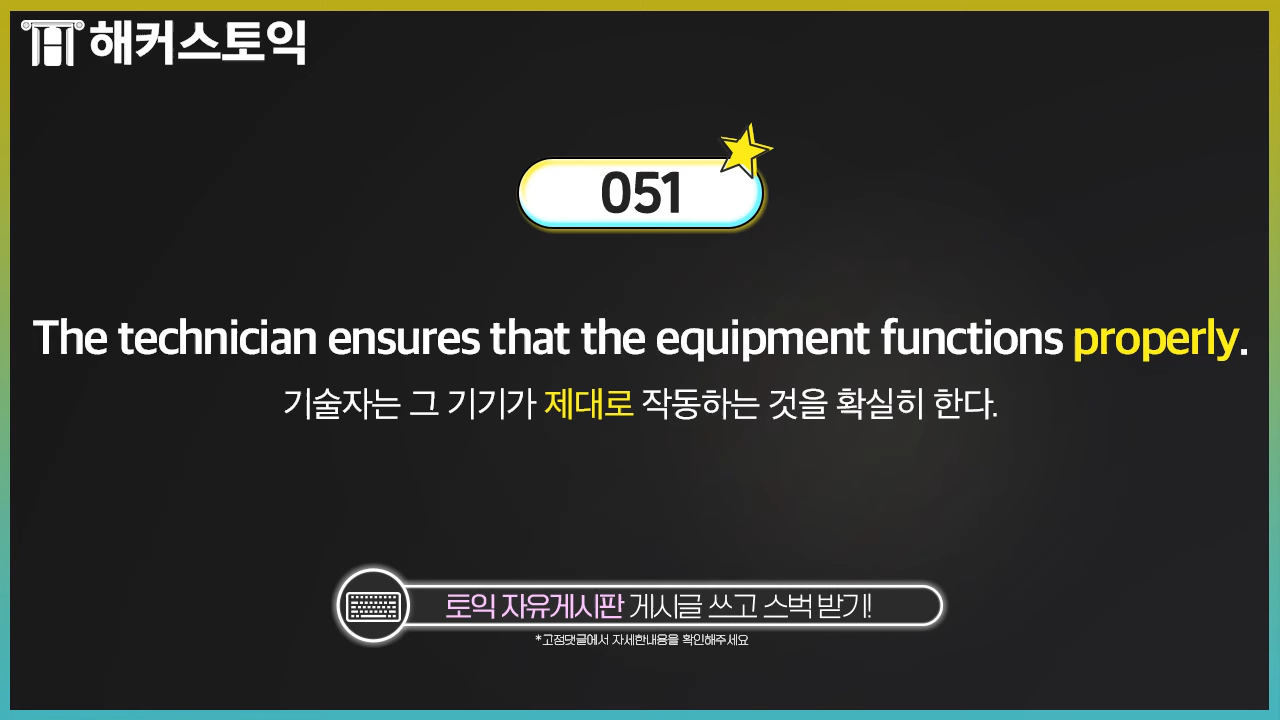 해커스토익
051
The technician ensures that the equipment functions properly.
기술자는 그 기기가 제대로 작동하는 것을 확실히 한다.
토익 자유게시판 게시글 쓰고 스벅 받기!
*고정댓글에서 자세한내용을 확인해주세요